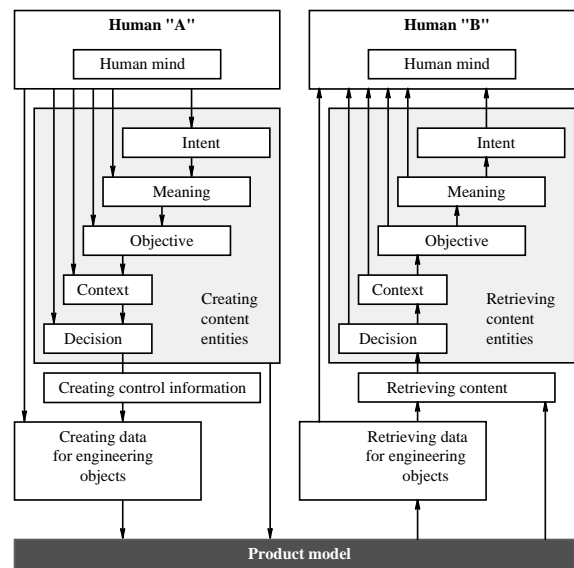 Human "A"
Human mind
Intent
Meaning
Objective
Context
Decision
Creating
content
entities
Creating control information
Creating data
for engineering
objects
Human "B"
Human mind
Intent
Meaning
Objective
Context
Decision
Retrieving
content
entities
Retrieving content
Retrieving data
for engineering
objects
Product model